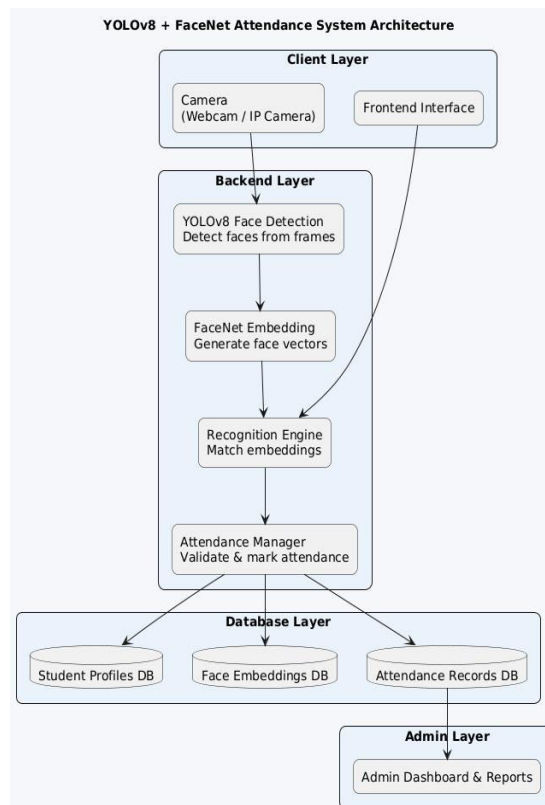 YOLOv8 + FaceNet Attendance System Architecture
Client Layer
Camera
(Webcam / IP Camera)
Frontend Interface
Backend Layer
YOLOv8 Face Detection
Detect faces from frames
FaceNet Embedding
Generate face vectors
Recognition Engine
Match embeddings
Attendance Manager
Validate & mark attendance
Database Layer
Student Profiles DB
Face Embeddings DB
Attendance Records DB
Admin Layer
Admin Dashboard & Reports